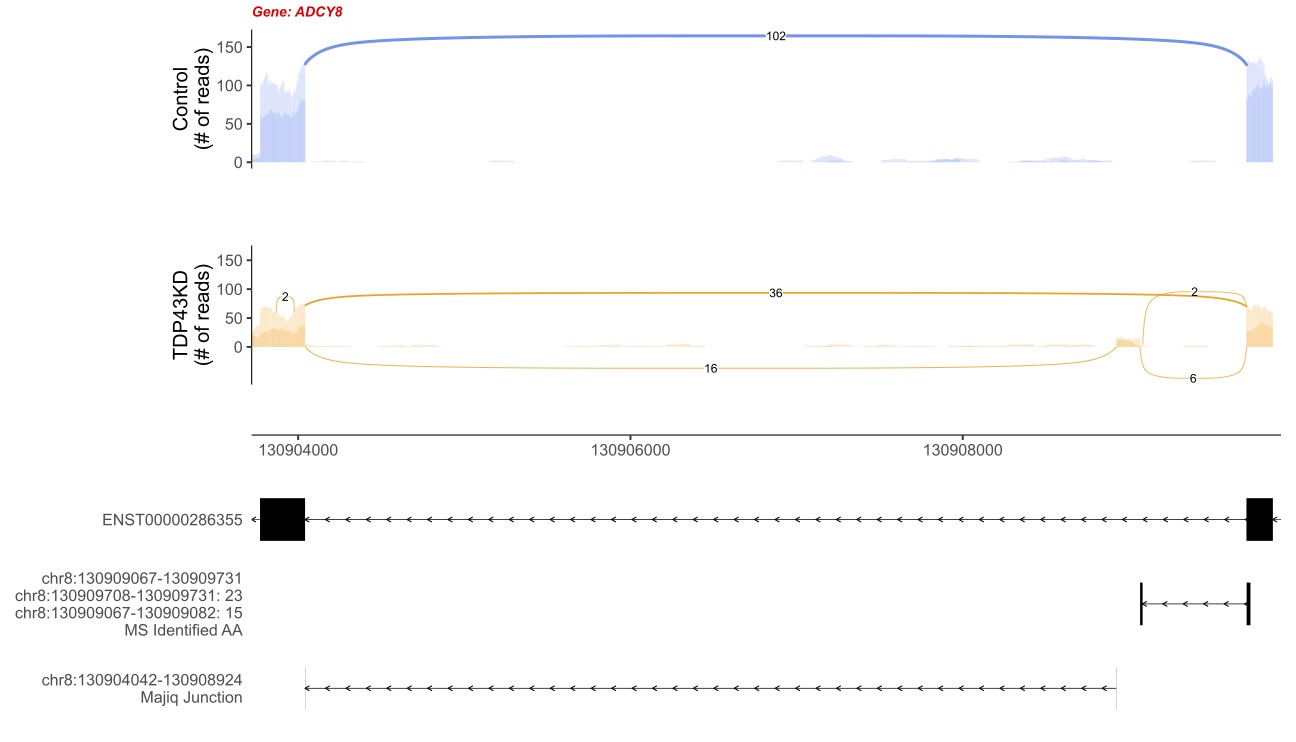 Gene: ADCY8
Control
(# of reads)
150
100
50
0
102
TDP43KD
(# of reads)
150
100
50
0
2
36
2
16
6
130904000
130906000
130908000
ENST00000286355
chr8:130909067-130909731
chr8:130909708-130909731: 23
chr8:130909067-130909082: 15
MS Identified AA
chr8:130904042-130908924
Majiq Junction